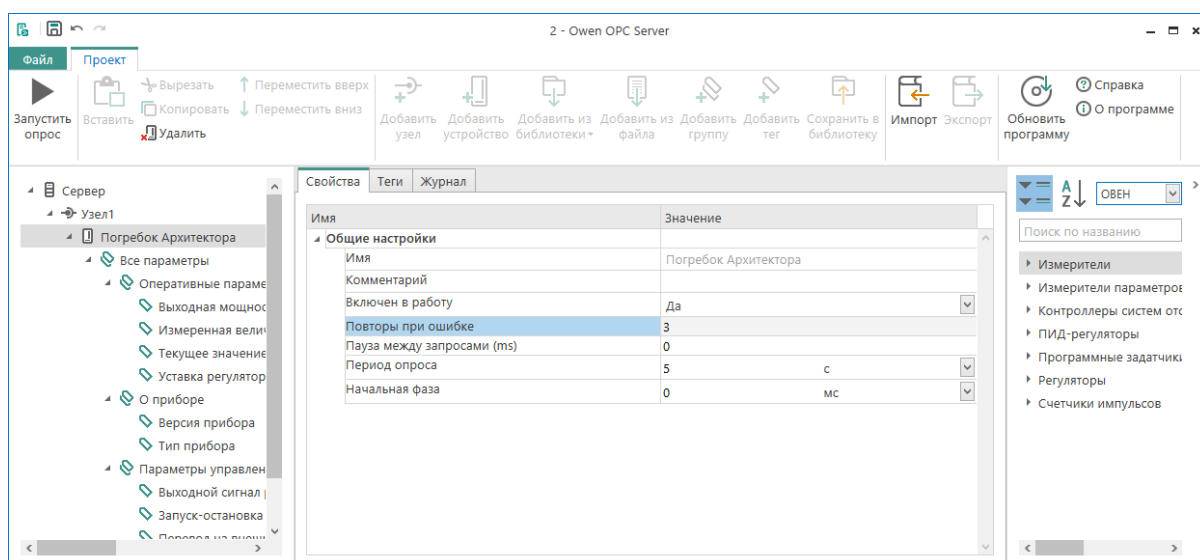 2 - Owen OPC Server
Файл
Проект
Запустить опрос
Вставить
Вырезать
Копировать
Удалить
Переместить вверх
Переместить вниз
Добавить узел
Добавить устройство
Добавить из библиотеки
Добавить из файла
Добавить группу
Добавить тег
Сохранить в библиотеку
Импорт
Экспорт
Обновить программу
Справка
О программе
Сервер
Узел1
Погребок Архитектора
Все параметры
Оперативные параме
Выходная мощнос
Измеренная вели
Текущее значение
Уставка регулятор
О приборе
Версия прибора
Тип прибора
Параметры управлен
Выходной сигнал
Запуск-остановка
Свойства Теги Журнал
Имя Значение
Общие настройки
Имя Погребок Архитектора
Комментарий
Включен в работу Да
Повторы при ошибке 3
Пауза между запросами (ms) 0
Период опроса 5 с
Начальная фаза 0 мс
A
Z
ОВЕН
Поиск по названию
Измерители
Измерители параметров
Контроллеры систем ото
ПИД-регуляторы
Программные задатчики
Регуляторы
Счетчики импульсов